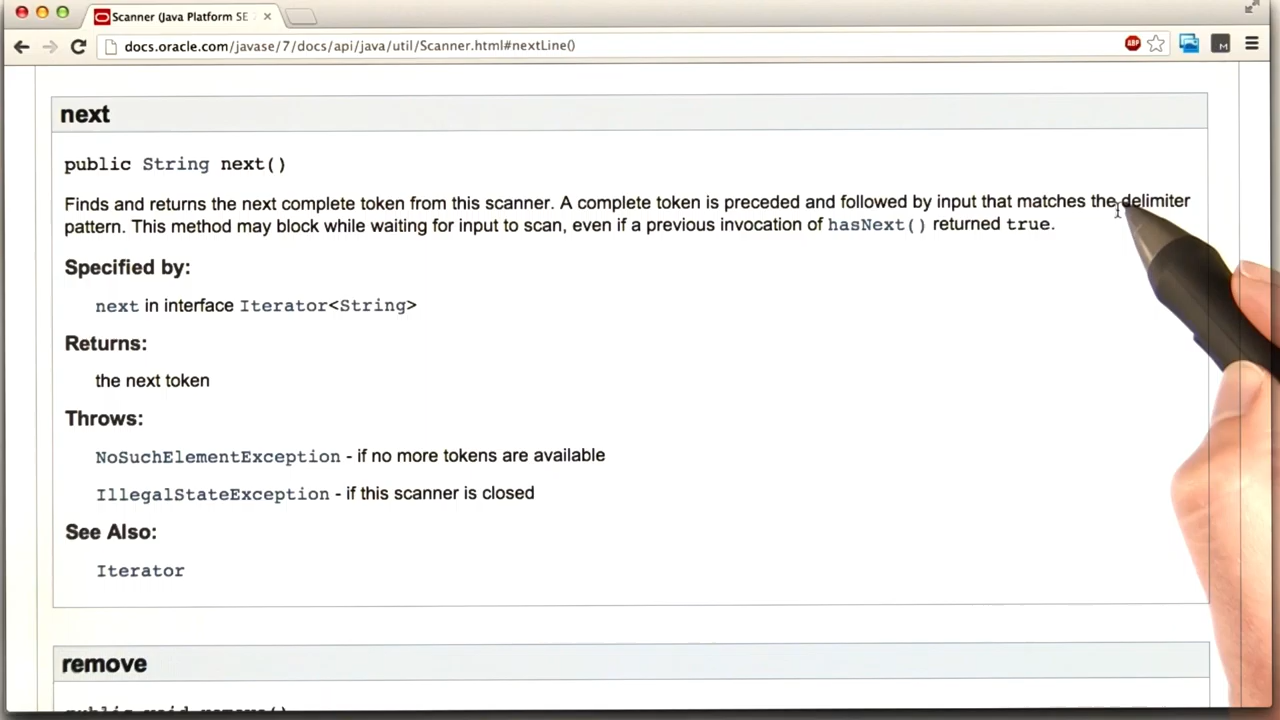 Scanner (Java Platform SE
docs.oracle.com/javase/7/docs/api/java/util/Scanner.html#nextLine()
ABP
M
next
public String next()
Finds and returns the next complete token from this scanner. A complete token is preceded and followed by input that matches the delimiter
pattern. This method may block while waiting for input to scan, even if a previous invocation of hasNext() returned true.
Specified by:
next in interface Iterator<String>
Returns:
the next token
Throws:
NoSuchElementException - if no more tokens are available
IllegalStateException - if this scanner is closed
See Also:
Iterator
remove
public void remove()